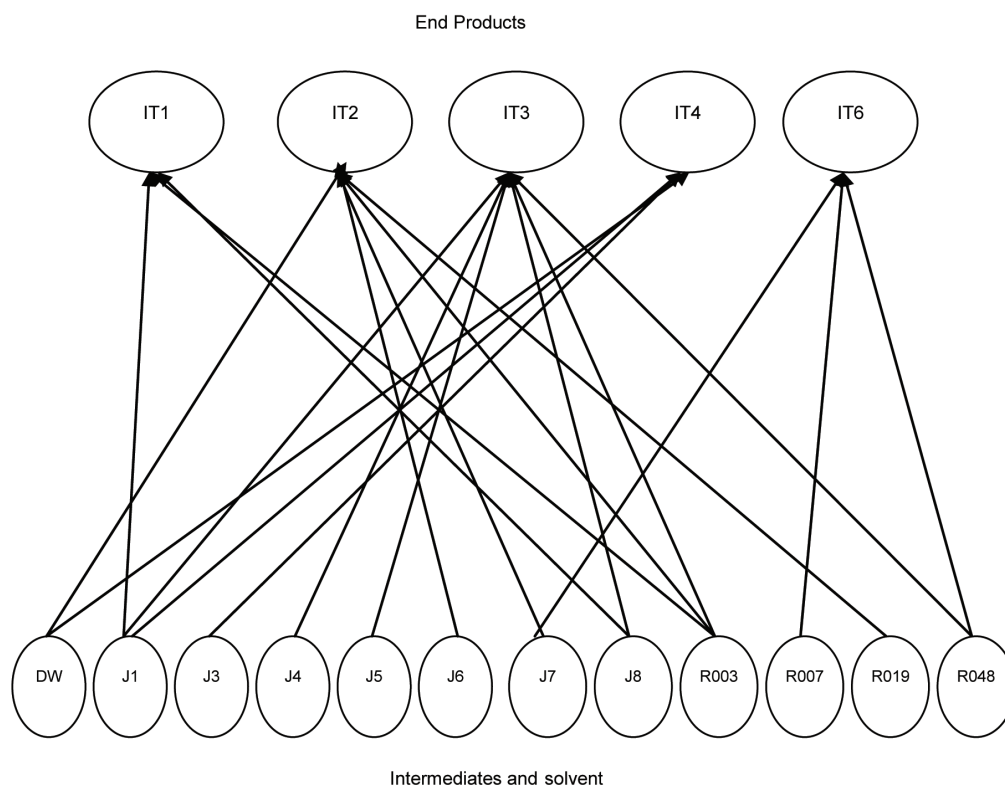 End Products
IT1 IT2 IT3 IT4 IT6
DW J1 J3 J4 J5 J6 J7 J8 R003 R007 R019 R048
Intermediates and solvent